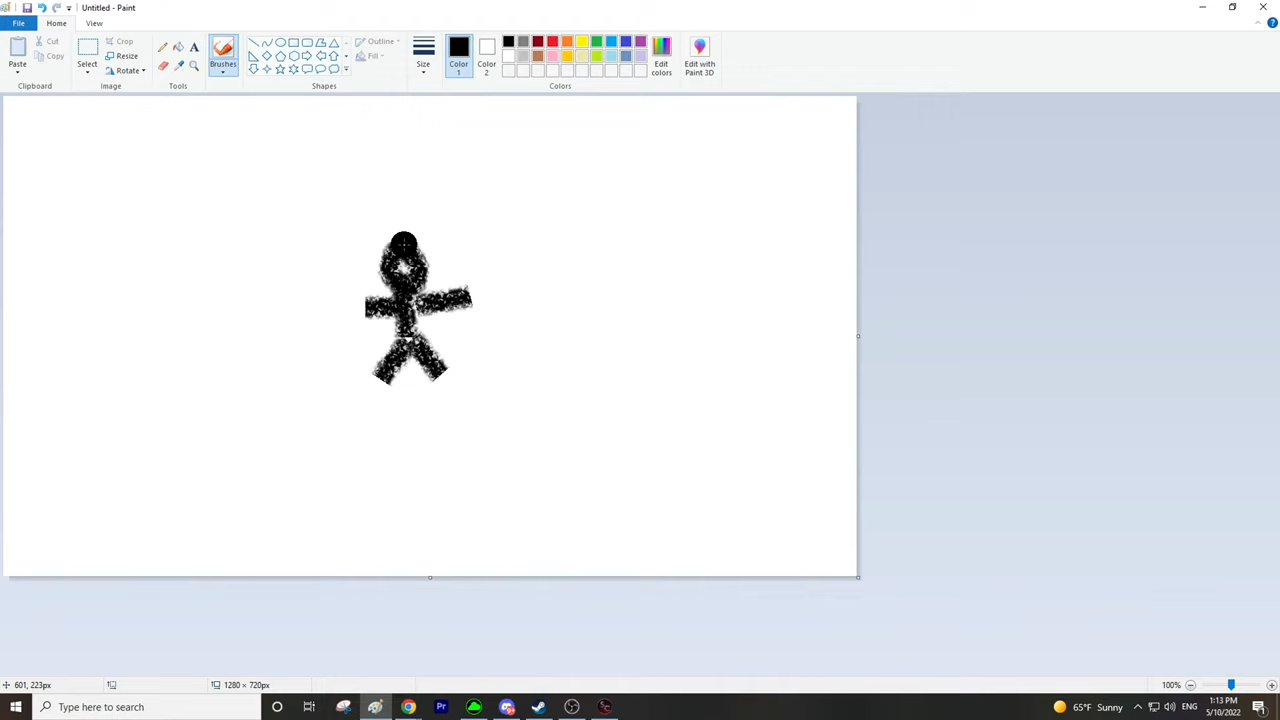 Untitled - Paint
File
Home
View
Paste
Cut
Copy
Clipboard
Select
Crop
Resize
Rotate
Image
Tools
Brushes
Shapes
Outline
Fill
Size
Color 1
Color 2
Edit colors
Edit with Paint 3D
Colors
601, 223px
1280 × 720px
100%
Type here to search
Pr
65°F Sunny
ENG
1:13 PM
5/10/2022